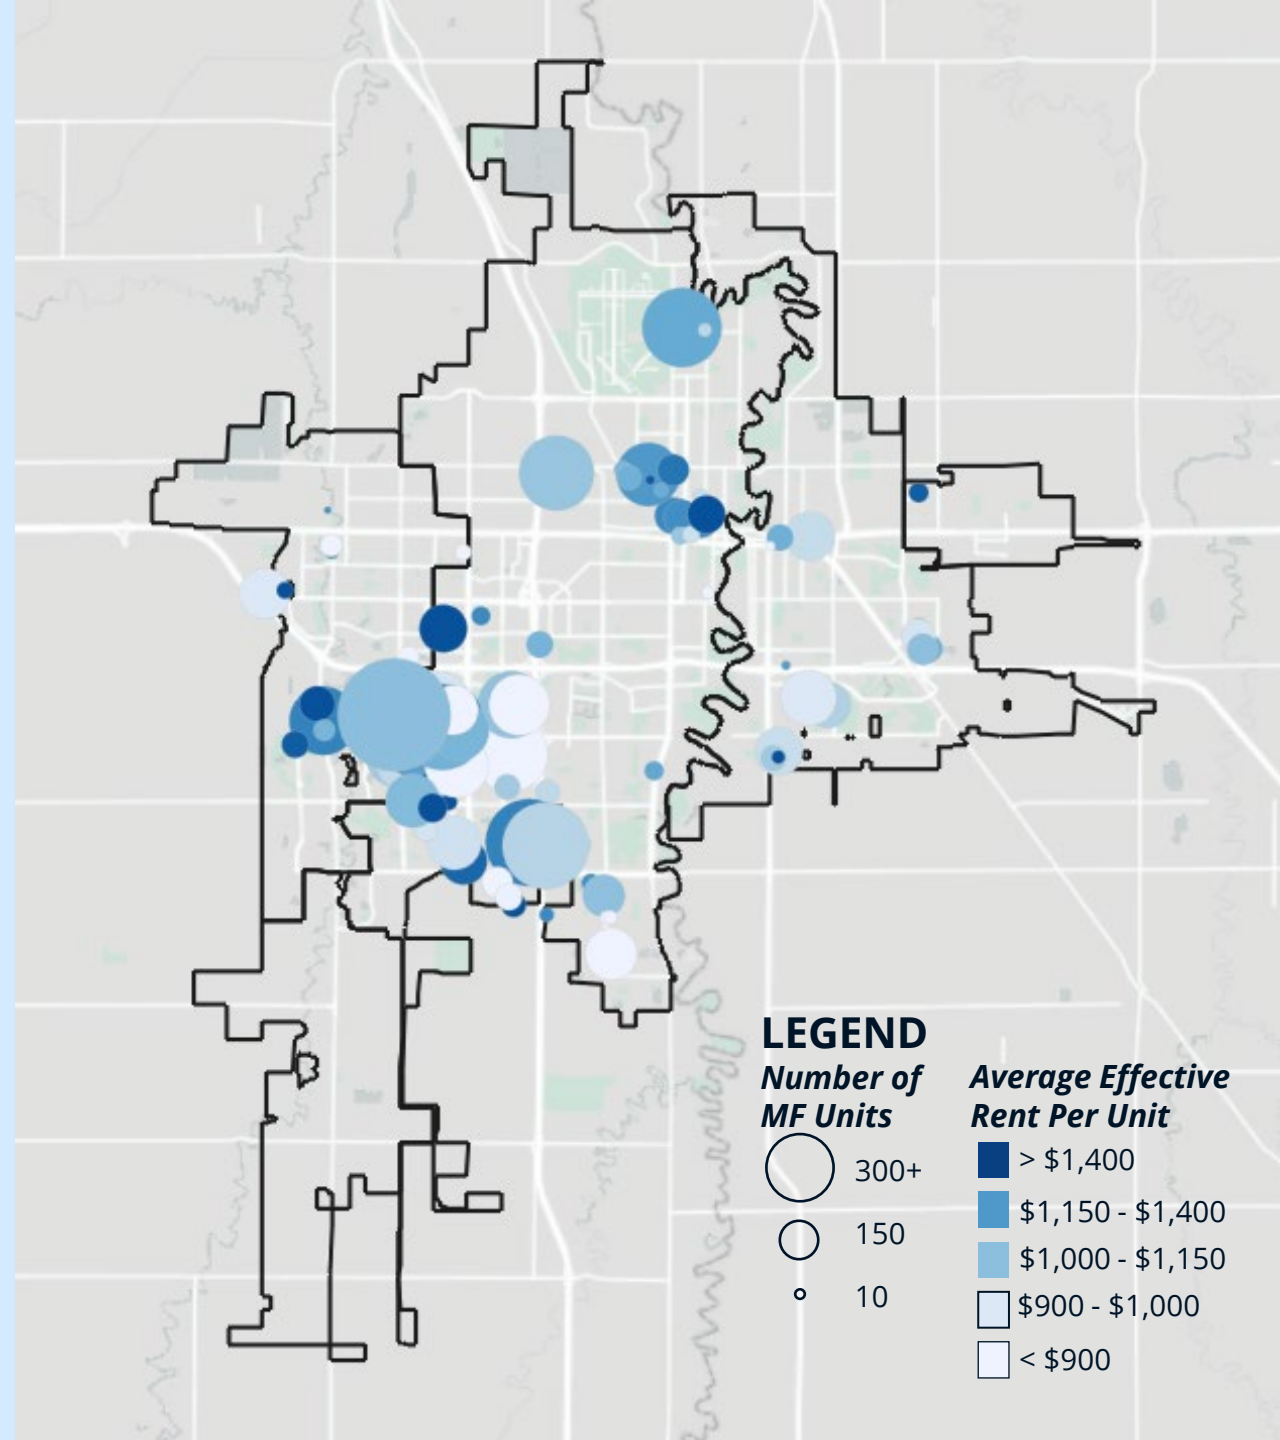 LEGEND
Number of
MF Units
300+
150
10
Average Effective
Rent Per Unit
> $1,400
$1,150 - $1,400
$1,000 - $1,150
$900 - $1,000
< $900